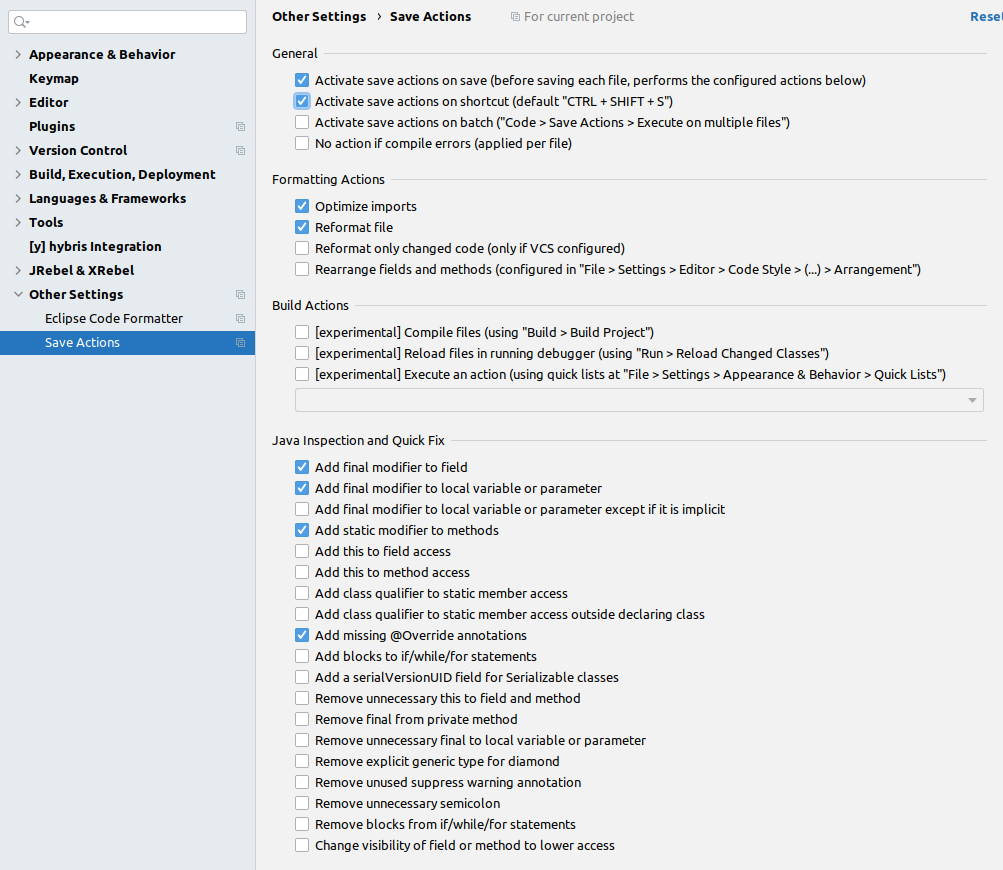 Other Settings › Save Actions For current project Reset
Appearance & Behavior
Keymap
Editor
Plugins
Version Control
Build, Execution, Deployment
Languages & Frameworks
Tools
[y] hybris Integration
JRebel & XRebel
Other Settings
Eclipse Code Formatter
Save Actions
General
Activate save actions on save (before saving each file, performs the configured actions below)
Activate save actions on shortcut (default "CTRL + SHIFT + S")
Activate save actions on batch ("Code > Save Actions > Execute on multiple files")
No action if compile errors (applied per file)
Formatting Actions
Optimize imports
Reformat file
Reformat only changed code (only if VCS configured)
Rearrange fields and methods (configured in "File > Settings > Editor > Code Style > (...) > Arrangement")
Build Actions
[experimental] Compile files (using "Build > Build Project")
[experimental] Reload files in running debugger (using "Run > Reload Changed Classes")
[experimental] Execute an action (using quick lists at "File > Settings > Appearance & Behavior > Quick Lists")
Java Inspection and Quick Fix
Add final modifier to field
Add final modifier to local variable or parameter
Add final modifier to local variable or parameter except if it is implicit
Add static modifier to methods
Add this to field access
Add this to method access
Add class qualifier to static member access
Add class qualifier to static member access outside declaring class
Add missing @Override annotations
Add blocks to if/while/for statements
Add a serialVersionUID field for Serializable classes
Remove unnecessary this to field and method
Remove final from private method
Remove unnecessary final to local variable or parameter
Remove explicit generic type for diamond
Remove unused suppress warning annotation
Remove unnecessary semicolon
Remove blocks from if/while/for statements
Change visibility of field or method to lower access